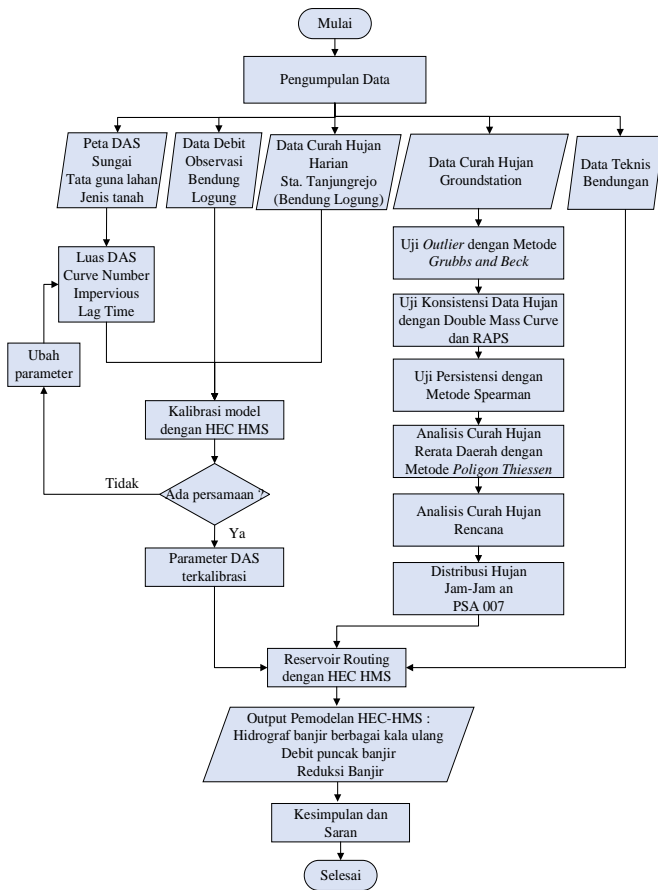 Mulai
Pengumpulan Data
Peta DAS
Sungai
Tata guna lahan
Jenis tanah
Data Debit
Observasi
Bendung
Logung
Data Curah Hujan
Harian
Sta. Tanjungrejo
(Bendung Logung)
Data Curah Hujan
Groundstation
Data Teknis
Bendungan
Luas DAS
Curve Number
Impervious
Lag Time
Ubah
parameter
Kalibrasi model
dengan HEC HMS
Ada persamaan ?
Tidak
Ya
Parameter DAS
terkalibrasi
Uji Outlier dengan Metode
Grubbs and Beck
Uji Konsistensi Data Hujan
dengan Double Mass Curve
dan RAPS
Uji Persistensi dengan
Metode Spearman
Analisis Curah Hujan
Rerata Daerah dengan
Metode Poligon Thiessen
Analisis Curah Hujan
Rencana
Distribusi Hujan
Jam-Jam an
PSA 007
Reservoir Routing
dengan HEC HMS
Output Pemodelan HEC-HMS :
Hidrograf banjir berbagai kala ulang
Debit puncak banjir
Reduksi Banjir
Kesimpulan dan
Saran
Selesai